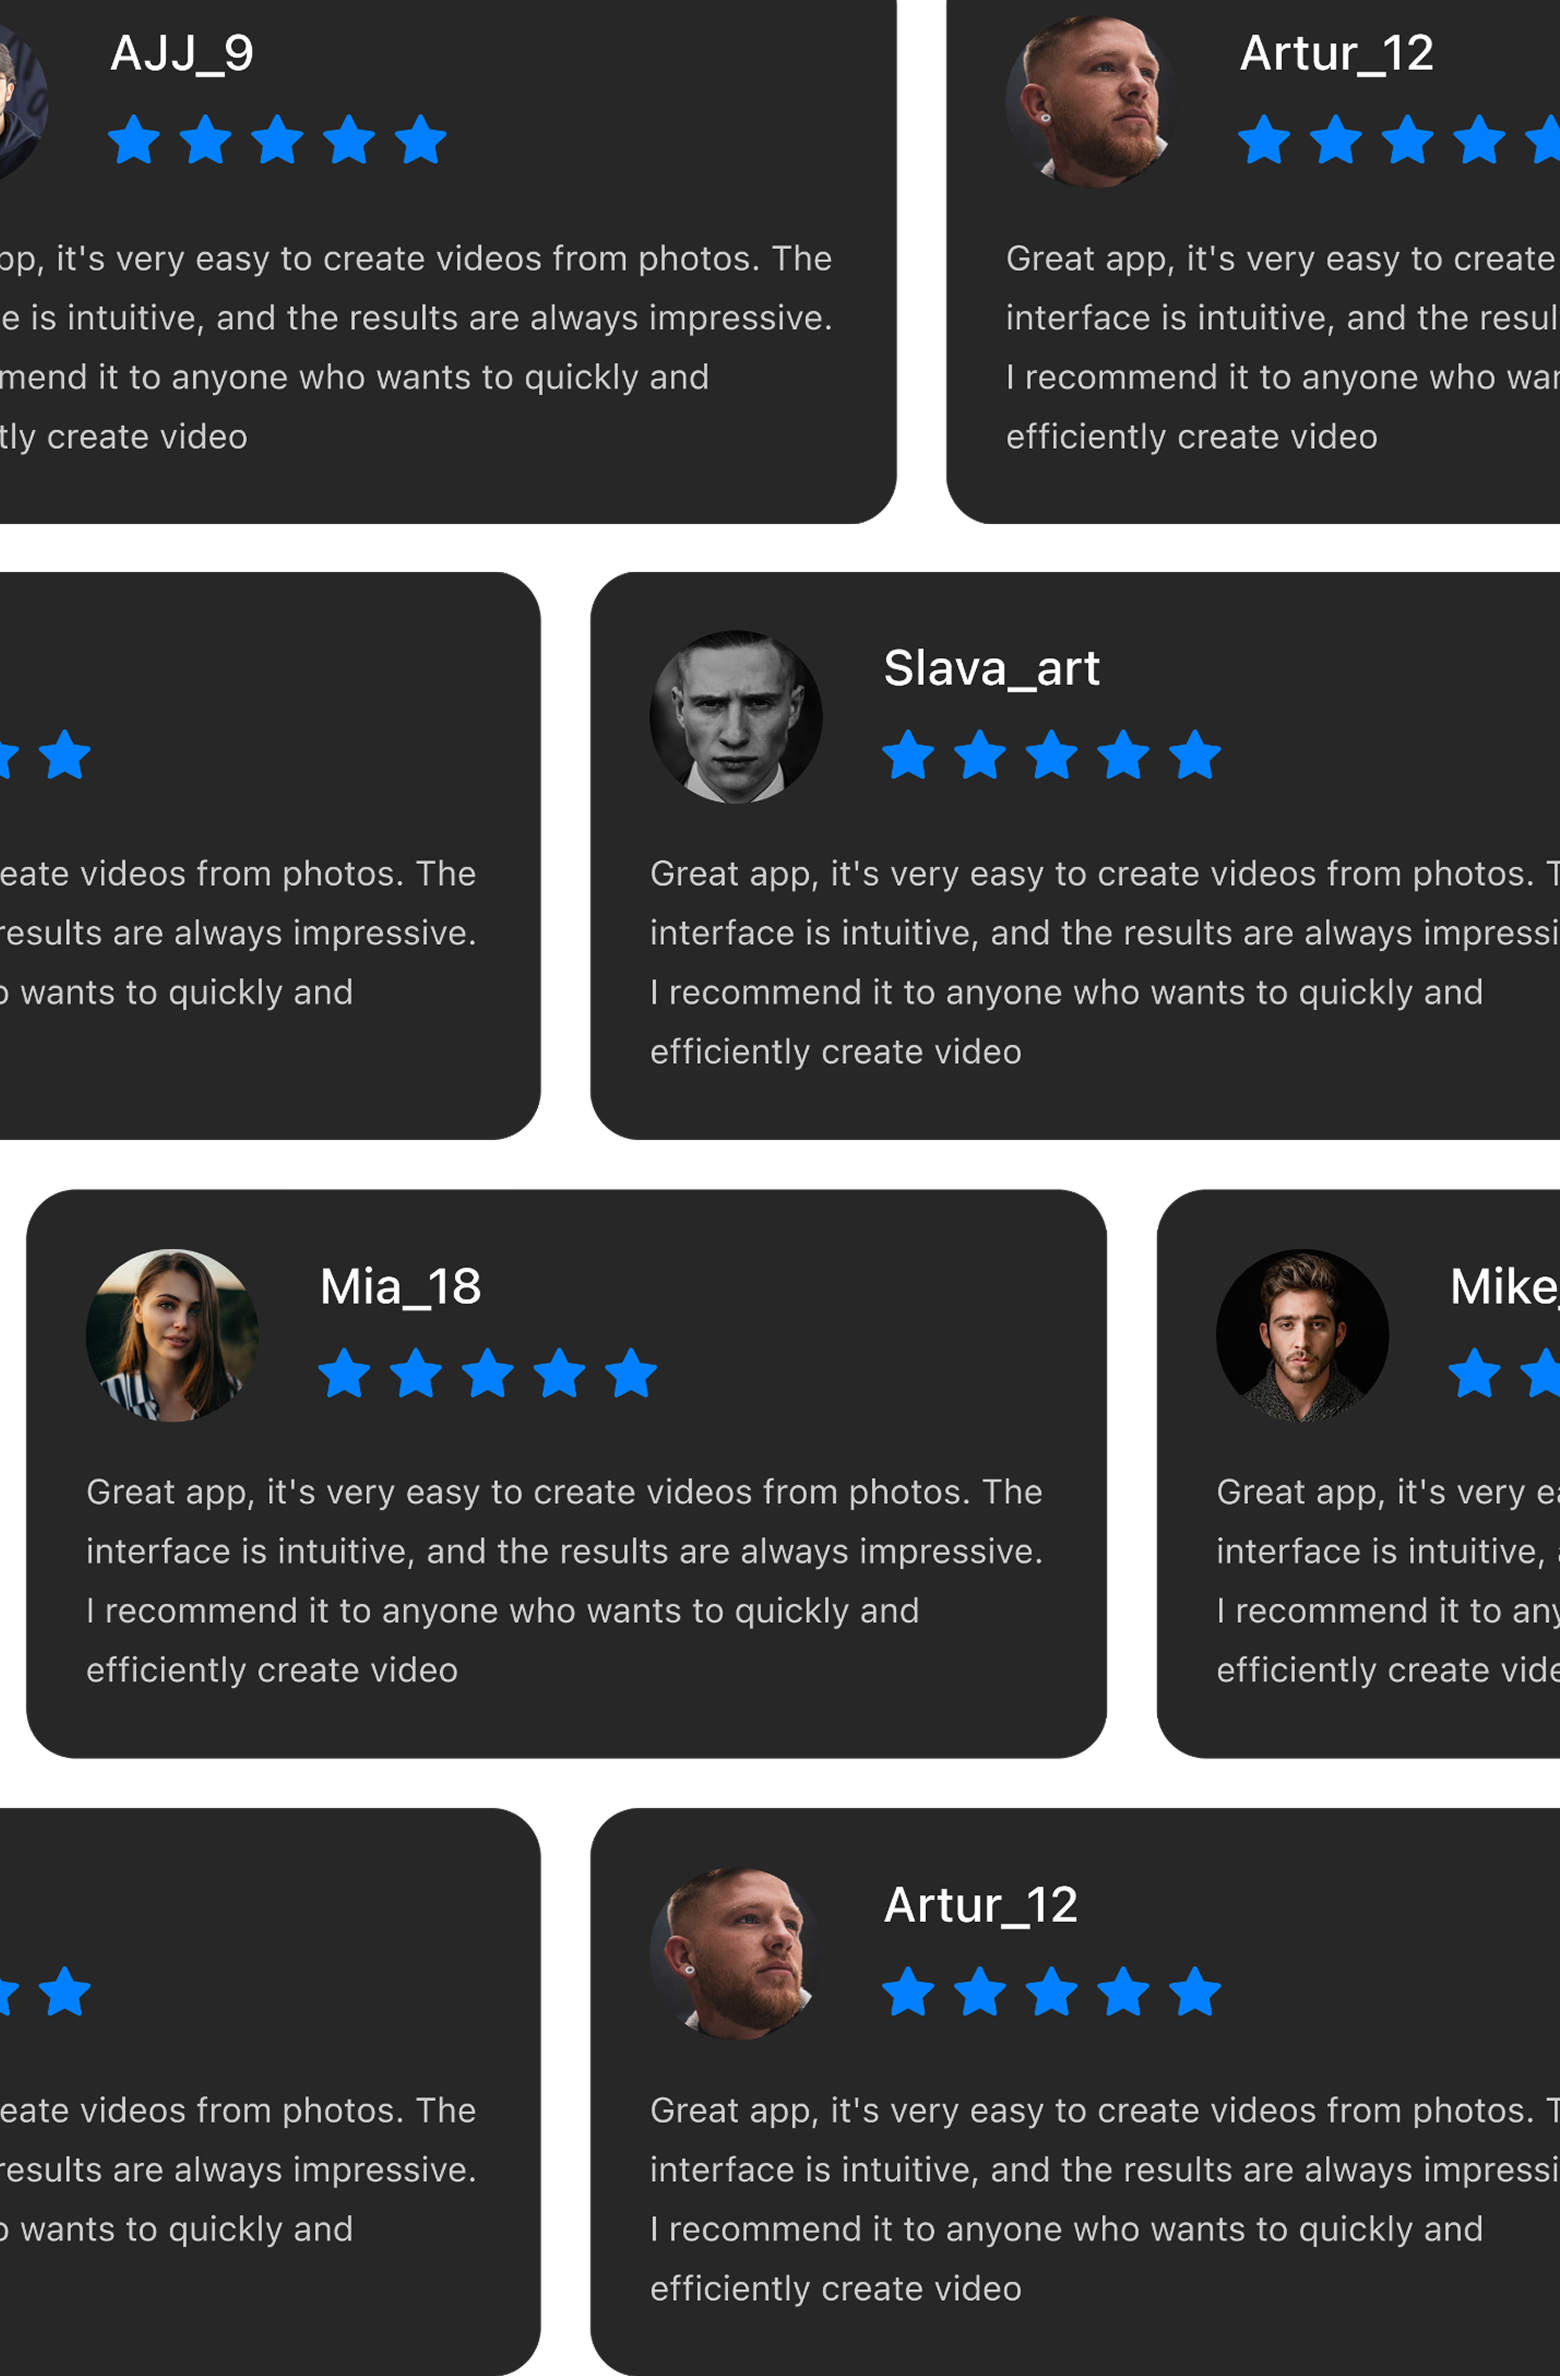 AJJ_9
app, it's very easy to create videos from photos. The
e is intuitive, and the results are always impressive.
mend it to anyone who wants to quickly and
tly create video
Artur_12
Great app, it's very easy to create
interface is intuitive, and the resul
I recommend it to anyone who wan
efficiently create video
eate videos from photos. The
results are always impressive.
o wants to quickly and
Slava_art
Great app, it's very easy to create videos from photos. T
interface is intuitive, and the results are always impressi
I recommend it to anyone who wants to quickly and
efficiently create video
Mia_18
Great app, it's very easy to create videos from photos. The
interface is intuitive, and the results are always impressive.
I recommend it to anyone who wants to quickly and
efficiently create video
Mike_
Great app, it's very ea
interface is intuitive, a
I recommend it to any
efficiently create vide
eate videos from photos. The
results are always impressive.
o wants to quickly and
Artur_12
Great app, it's very easy to create videos from photos. T
interface is intuitive, and the results are always impressi
I recommend it to anyone who wants to quickly and
efficiently create video